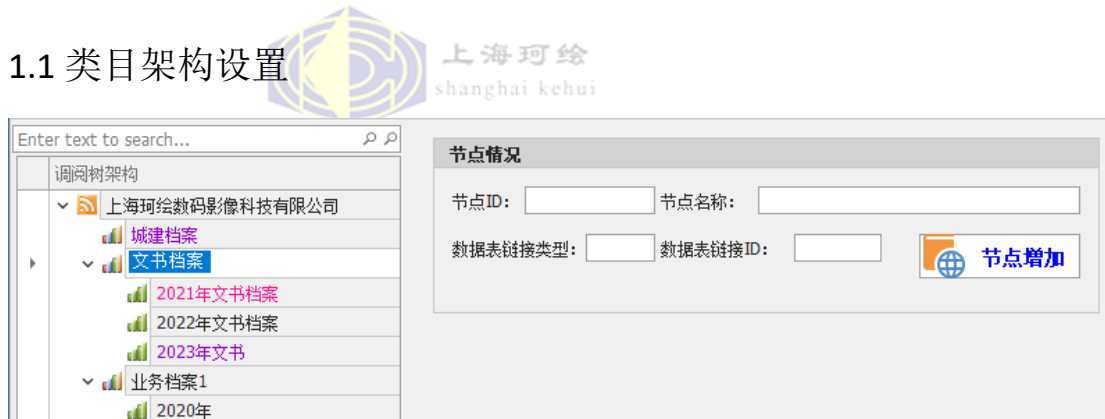 上海珂绘
shanghai kehui
1.1 类目架构设置
Enter text to search...
调阅树架构
上海珂绘数码影像科技有限公司
城建档案
文书档案
2021年文书档案
2022年文书档案
2023年文书
业务档案1
2020年
节点情况
节点ID: 节点名称:
数据表链接类型: 数据表链接ID: 节点增加